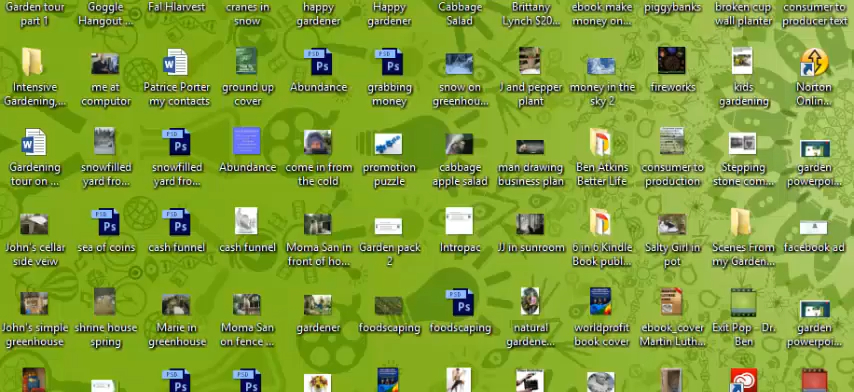 Garden tour part 1
Goggle Hangout ...
Fal Harvest
cranes in snow
happy gardener
Happy gardener
Cabbage Salad
Brittany Lynch $20...
ebook make money on...
piggybanks
broken cup wall planter
consumer to producer text
Intensive Gardening,...
me at computor
Patrice Porter my contacts
ground up cover
Abundance
grabbing money
snow on greenhou...
J and pepper plant
money in the sky 2
fireworks
kids gardening
Norton Onlin...
Gardening tour on ...
snowfilled yard fro...
snowfilled yard fro...
Abundance
come in from the cold
promotion puzzle
cabbage apple salad
man drawing business plan
Ben Atkins Better Life
consumer to production
Stepping stone com...
garden powerpoi...
John's cellar side veiw
sea of coins
cash funnel
cash funnel
Moma San in front of ho...
Garden pack 2
Intropac
JJ in sunroom
6 in 6 Kindle Book publ...
Salty Girl in pot
Scenes From my Garden...
facebook ad
John's simple greenhouse
shrine house spring
Marie in greenhouse
Moma San on fence ...
gardener
foodscaping
foodscaping
natural gardene...
worldprofit book cover
ebook_cover Martin Luth...
Exit Pop - Dr. Ben
garden powerpoi...